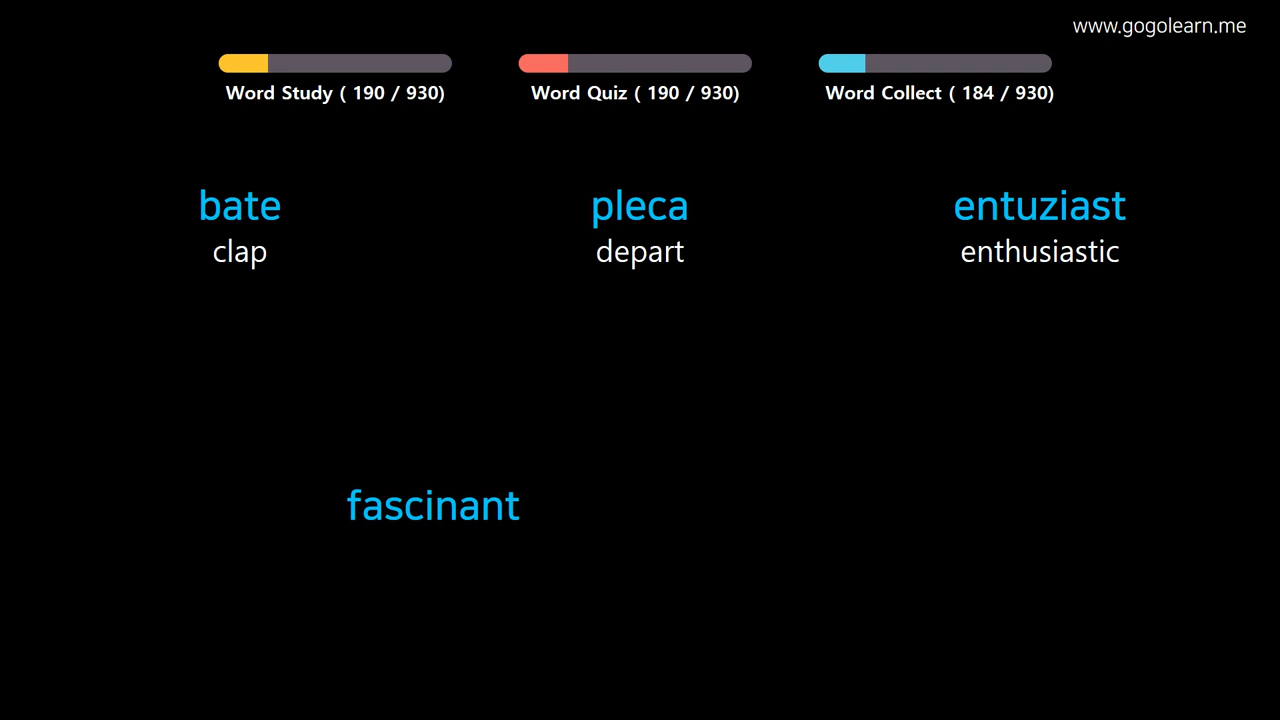 www.gogolearn.me
Word Study ( 190 / 930)
Word Quiz ( 190 / 930)
Word Collect ( 184 / 930)
bate
clap
pleca
depart
entuziast
enthusiastic
fascinant